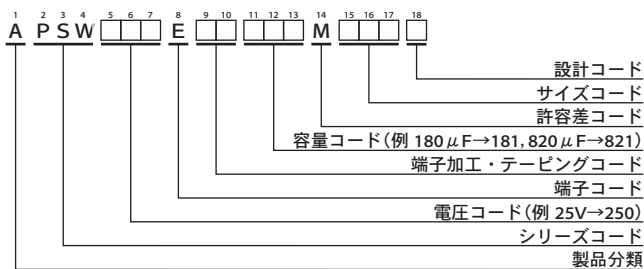 1 2 3 4 5 6 7 8 9 10 11 12 13 14 15 16 17 18
A P S W E M
設計コード
サイズコード
許容差コード
容量コード(例 180μF→181, 820μF→821)
端子加工・テーピングコード
端子コード
電圧コード(例 25V→250)
シリーズコード
製品分類